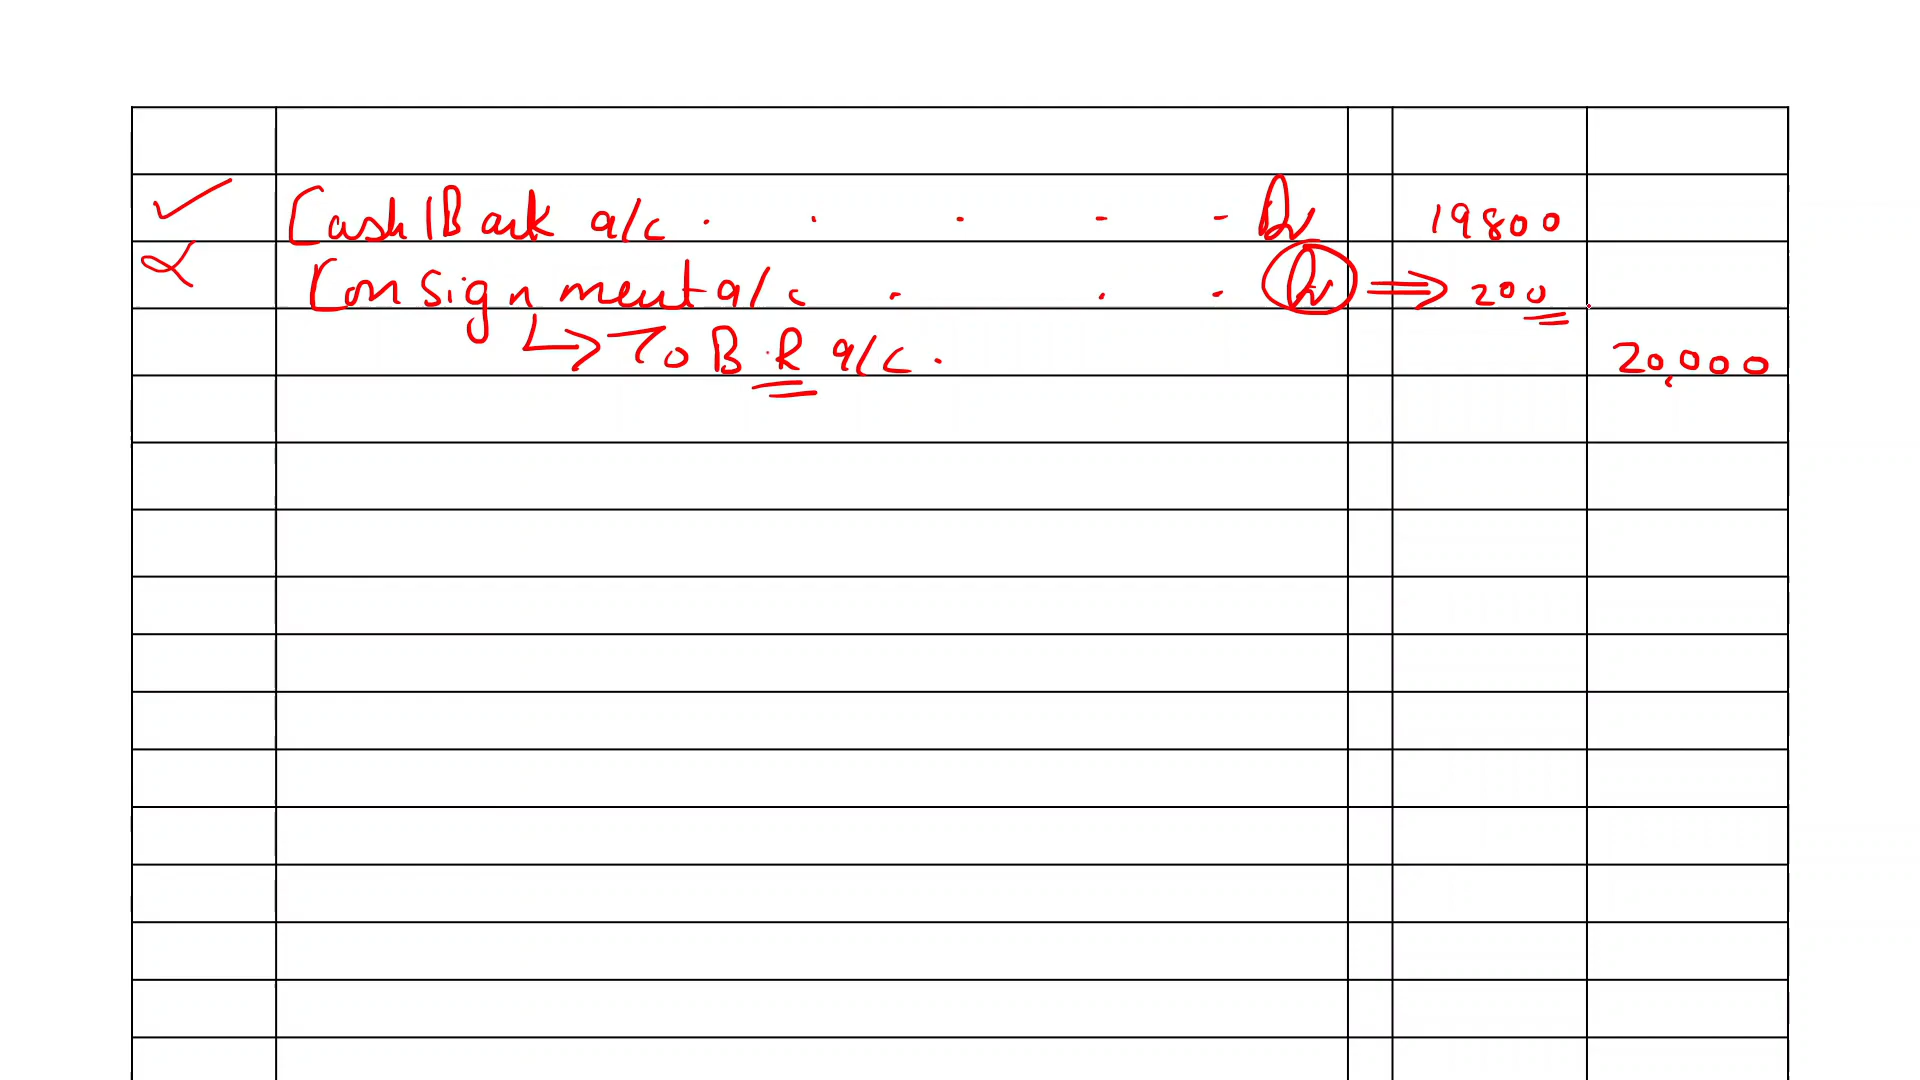 Cash/Bank a/c . . . . - Dr 19800
Consignment a/c . . . Dr ⇒ 200
↳ To B.R a/c . 20,000